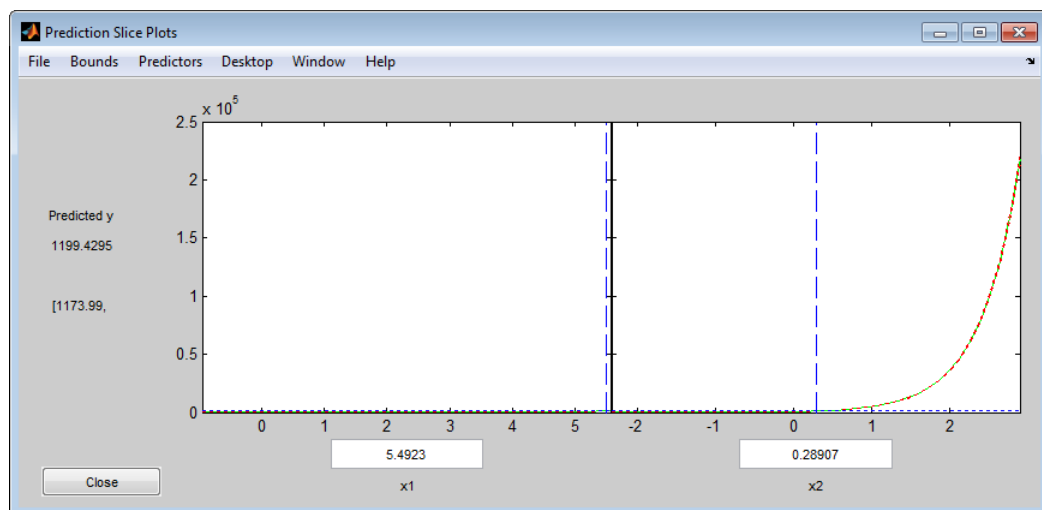 Prediction Slice Plots
File Bounds Predictors Desktop Window Help
x 10^5
2.5
2
1.5
1
0.5
0
Predicted y
1199.4295
[1173.99,
0 1 2 3 4 5 -2 -1 0 1 2
5.4923 0.28907
Close
x1 x2